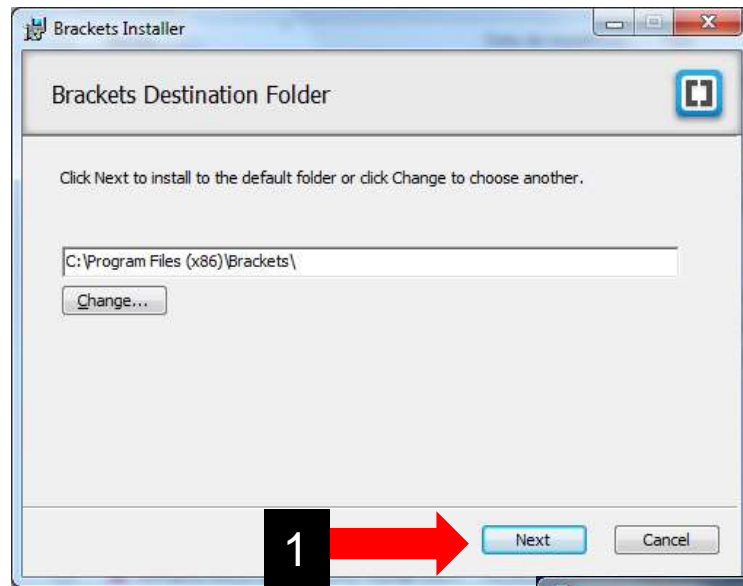 Brackets Installer
Brackets Destination Folder
Click Next to install to the default folder or click Change to choose another.
C:\Program Files (x86)\Brackets\
Change...
1
Next
Cancel